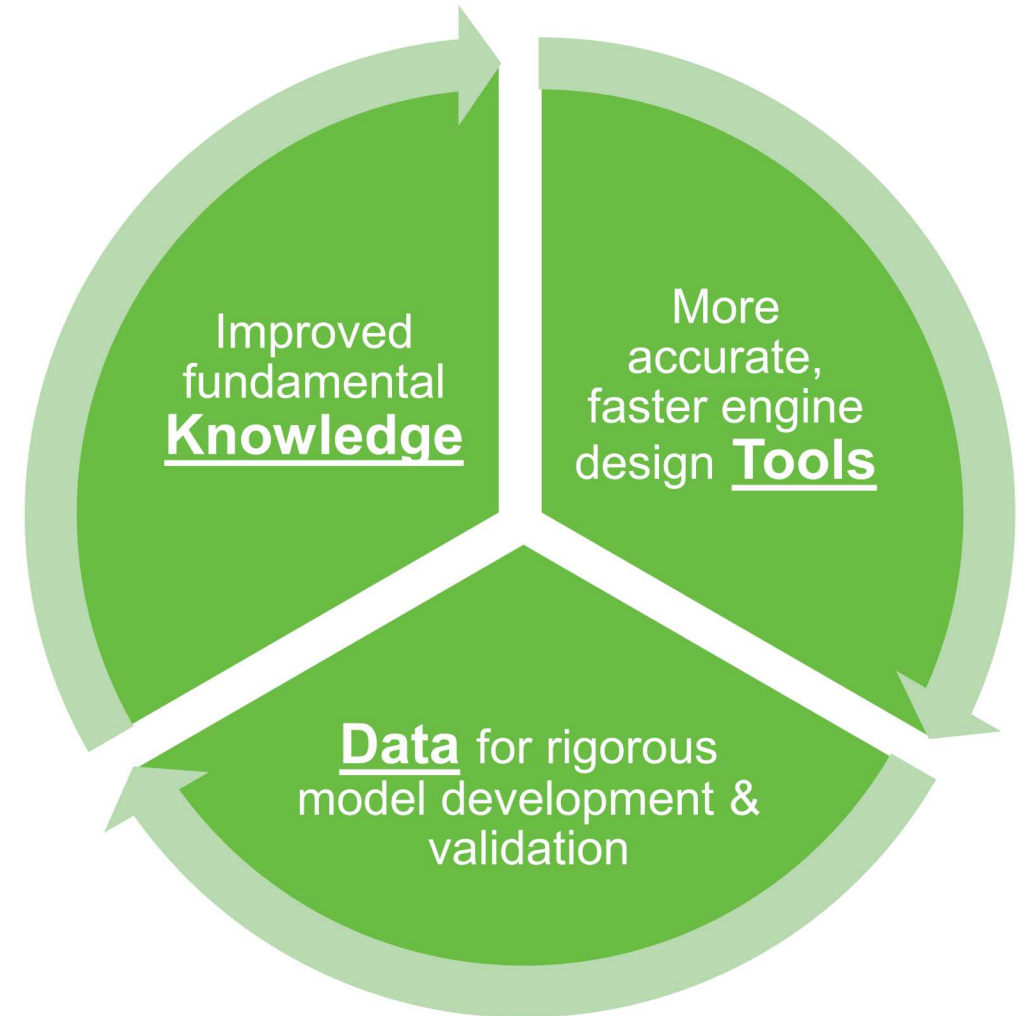 Improved
fundamental
Knowledge
More
accurate,
faster engine
design Tools
Data for rigorous
model development &
validation